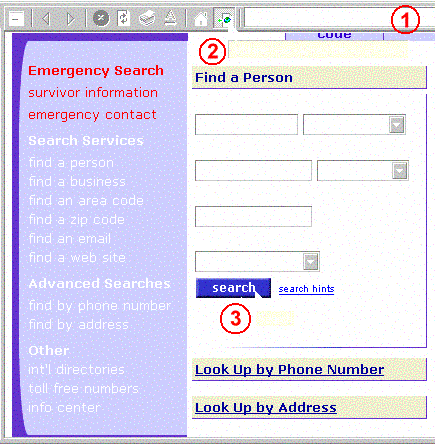 1
Code
2
Emergency Search
survivor information
emergency contact
Search Services
find a person
find a business
find an area code
find a zip code
find an email
find a web site
Advanced Searches
find by phone number
find by address
Other
int'l directories
toll free numbers
info center
Find a Person
search
search hints
3
Look Up by Phone Number
Look Up by Address